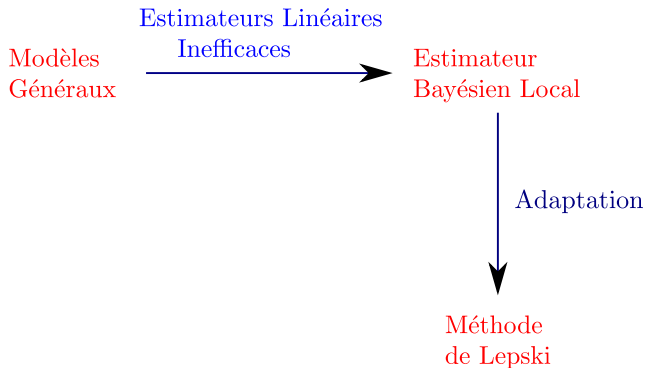 Estimateurs Linéaires
Inefficaces
Modèles
Généraux
Estimateur
Bayésien Local
Adaptation
Méthode
de Lepski